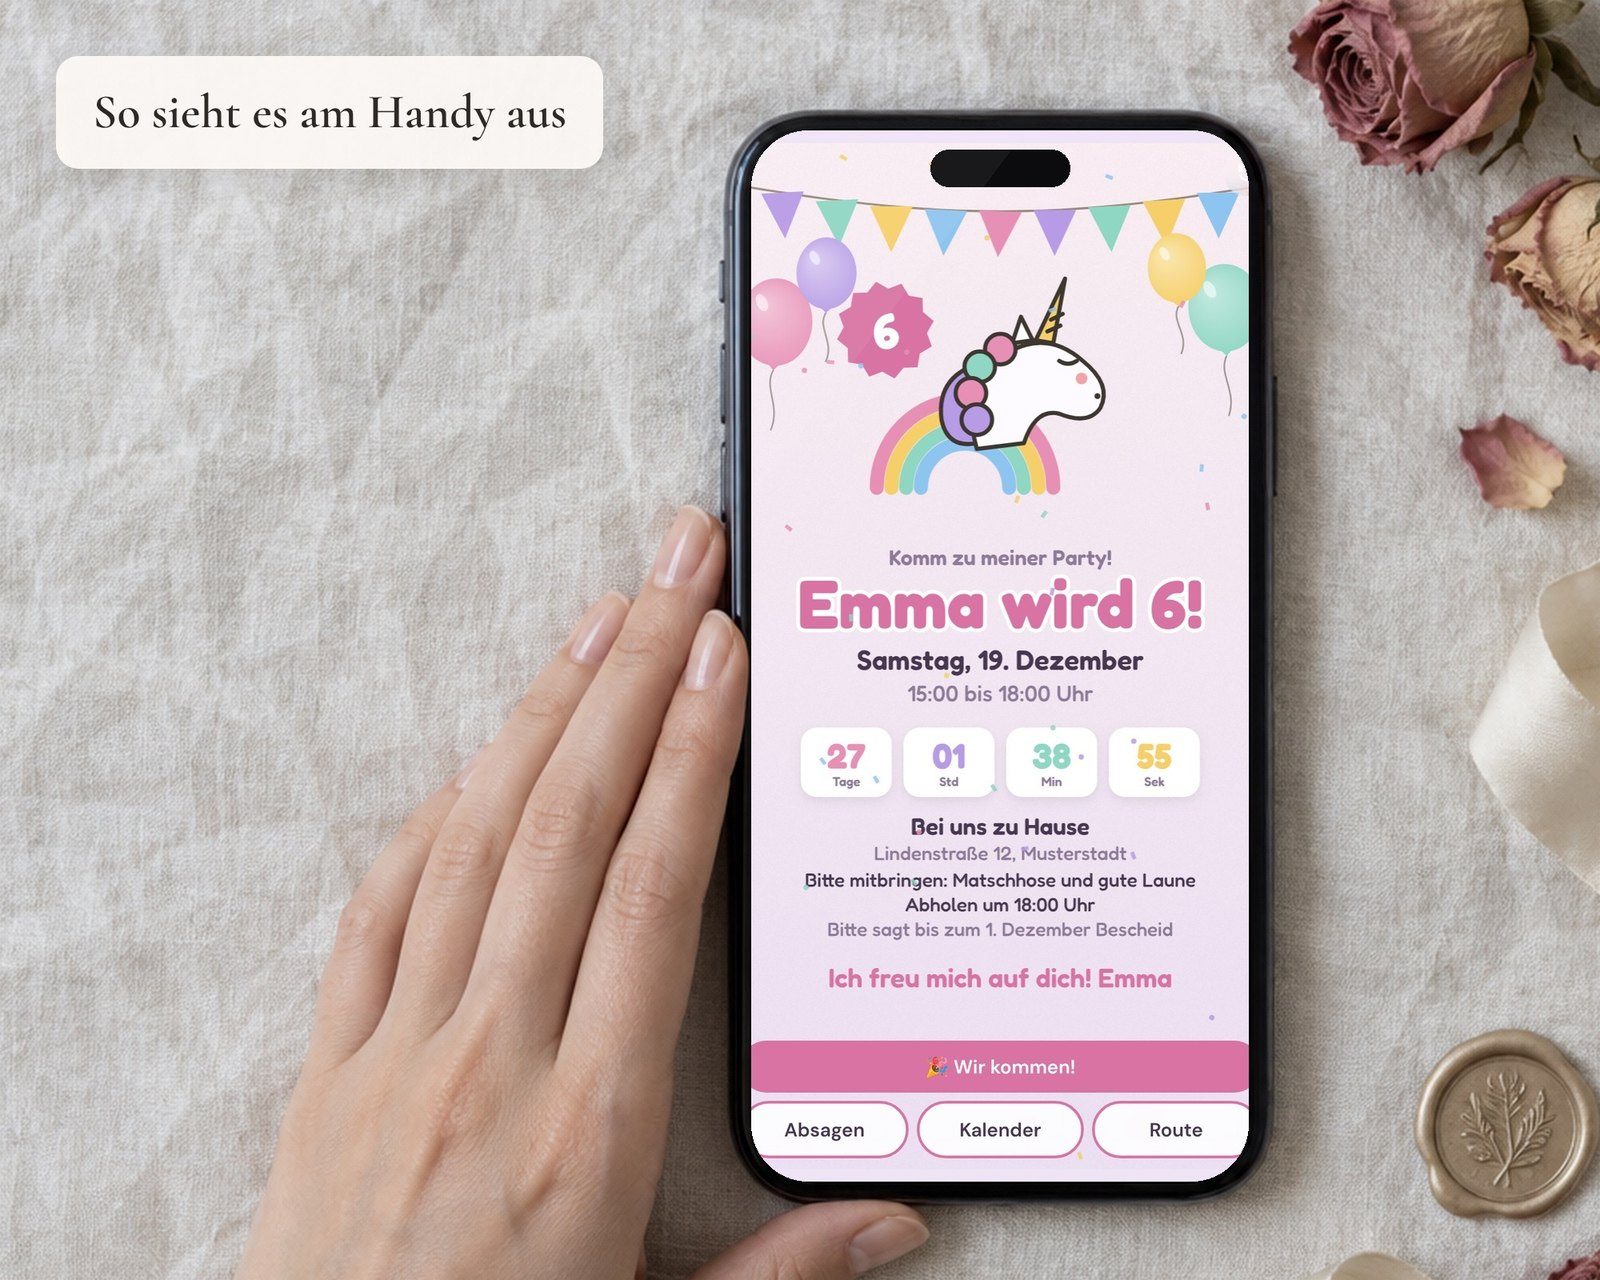 So sieht es am Handy aus
6
Komm zu meiner Party!
Emma wird 6!
Samstag, 19. Dezember
15:00 bis 18:00 Uhr
27 01 38 55
Tage Std Min Sek
Bei uns zu Hause
Lindenstraße 12, Musterstadt
Bitte mitbringen: Matschhose und gute Laune
Abholen um 18:00 Uhr
Bitte sagt bis zum 1. Dezember Bescheid
Ich freu mich auf dich! Emma
🎉 Wir kommen!
Absagen Kalender Route